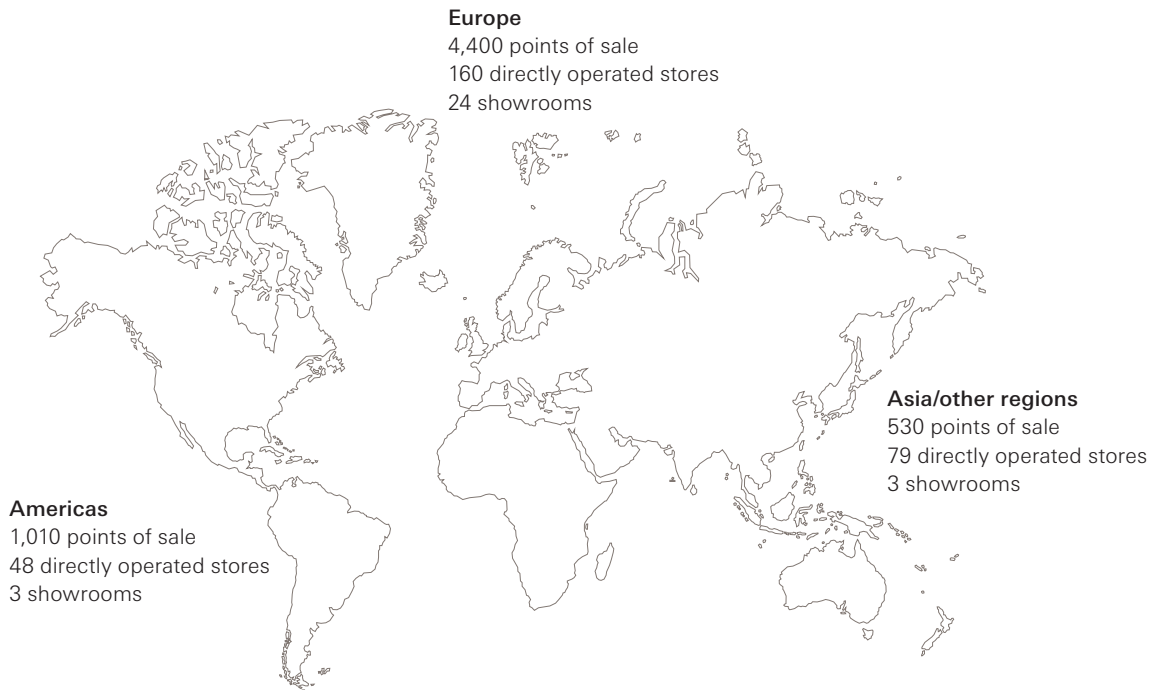 Europe
4,400 points of sale
160 directly operated stores
24 showrooms
Asia/other regions
530 points of sale
79 directly operated stores
3 showrooms
Americas
1,010 points of sale
48 directly operated stores
3 showrooms